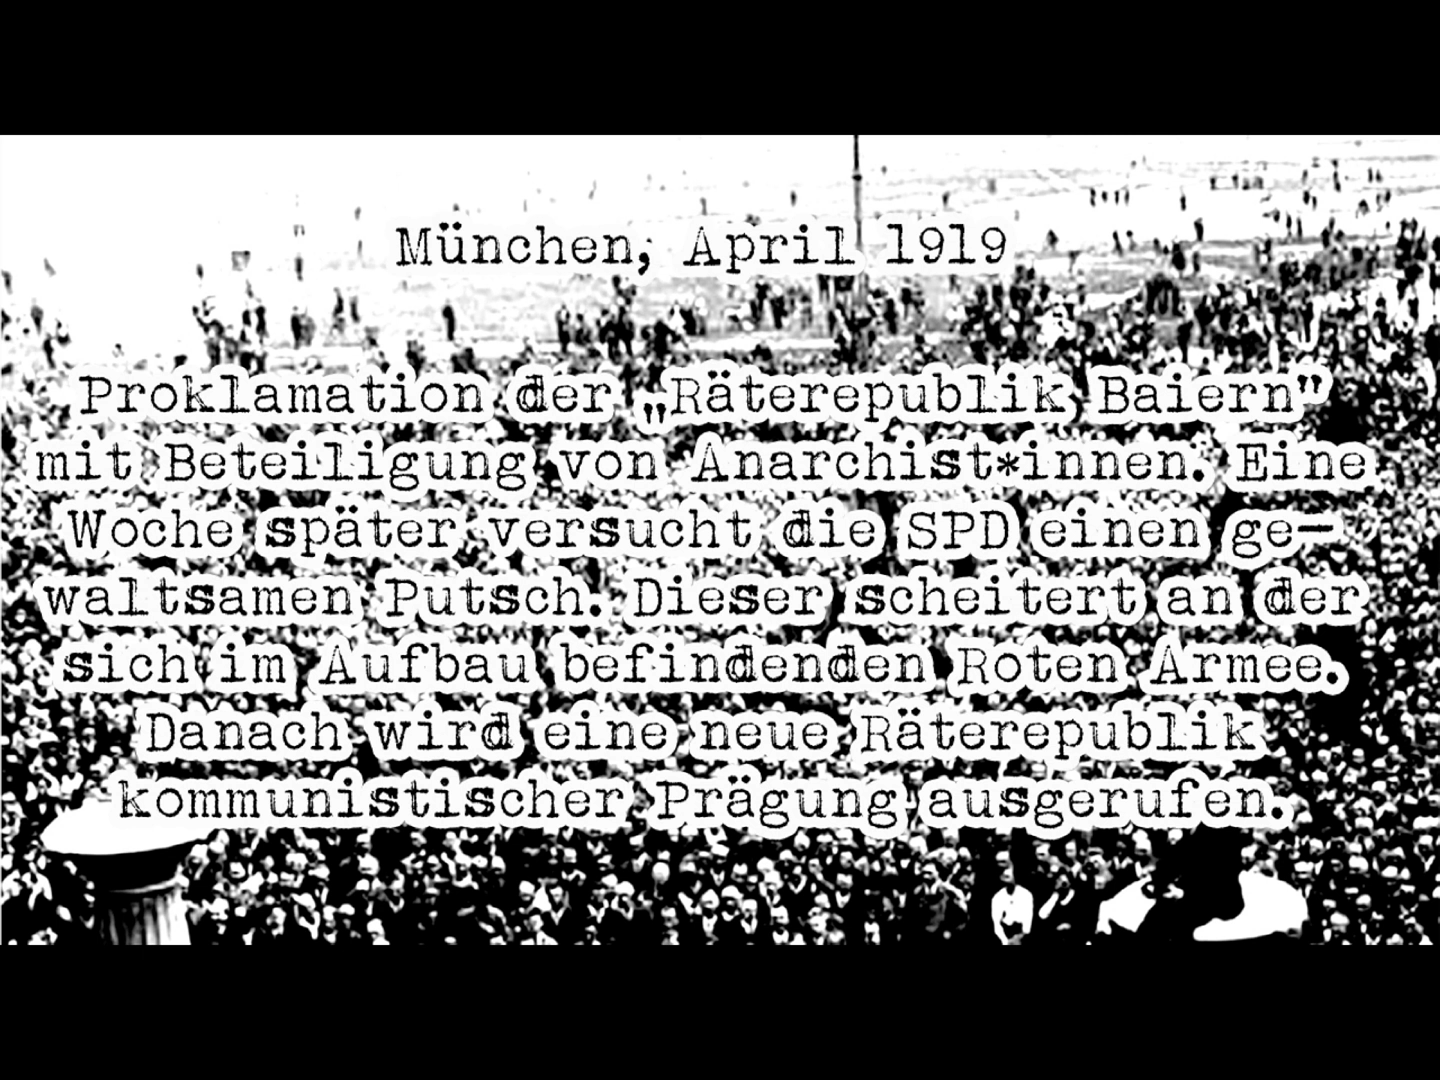 München, April 1919
Proklamation der „Räterepublik Baiern”
mit Beteiligung von Anarchist*innen. Eine
Woche später versucht die SPD einen ge-
waltsamen Putsch. Dieser scheitert an der
sich im Aufbau befindenden Roten Armee.
Danach wird eine neue Räterepublik
kommunistischer Prägung ausgerufen.